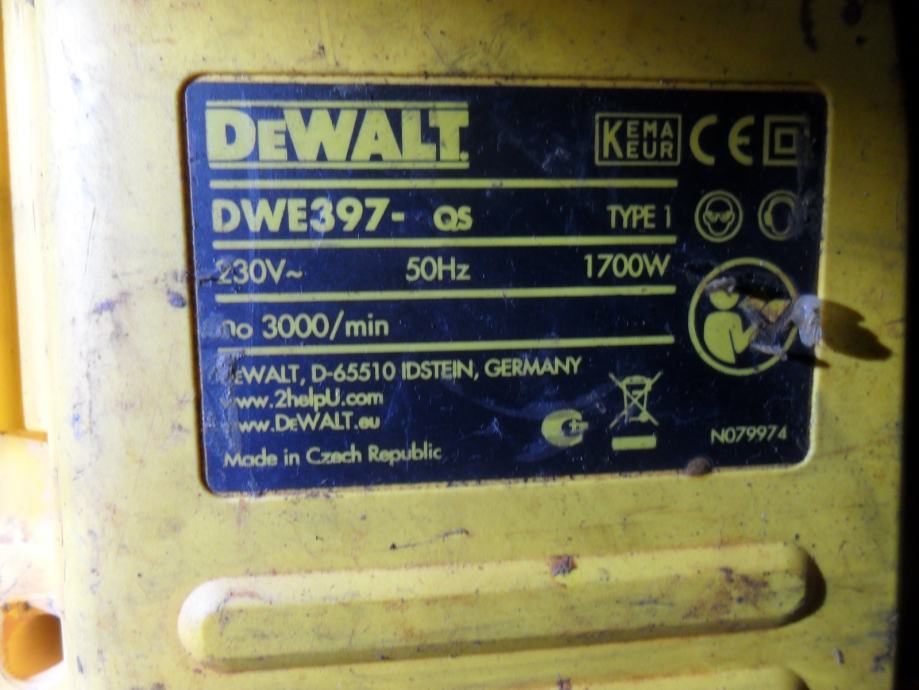 DEWALT
KEMA KEUR CE
DWE397- QS TYPE 1
230V~ 50Hz 1700W
no 3000/min
DEWALT, D-65510 IDSTEIN, GERMANY
www.2helpU.com
www.DEWALT.eu
Made in Czech Republic
N079974